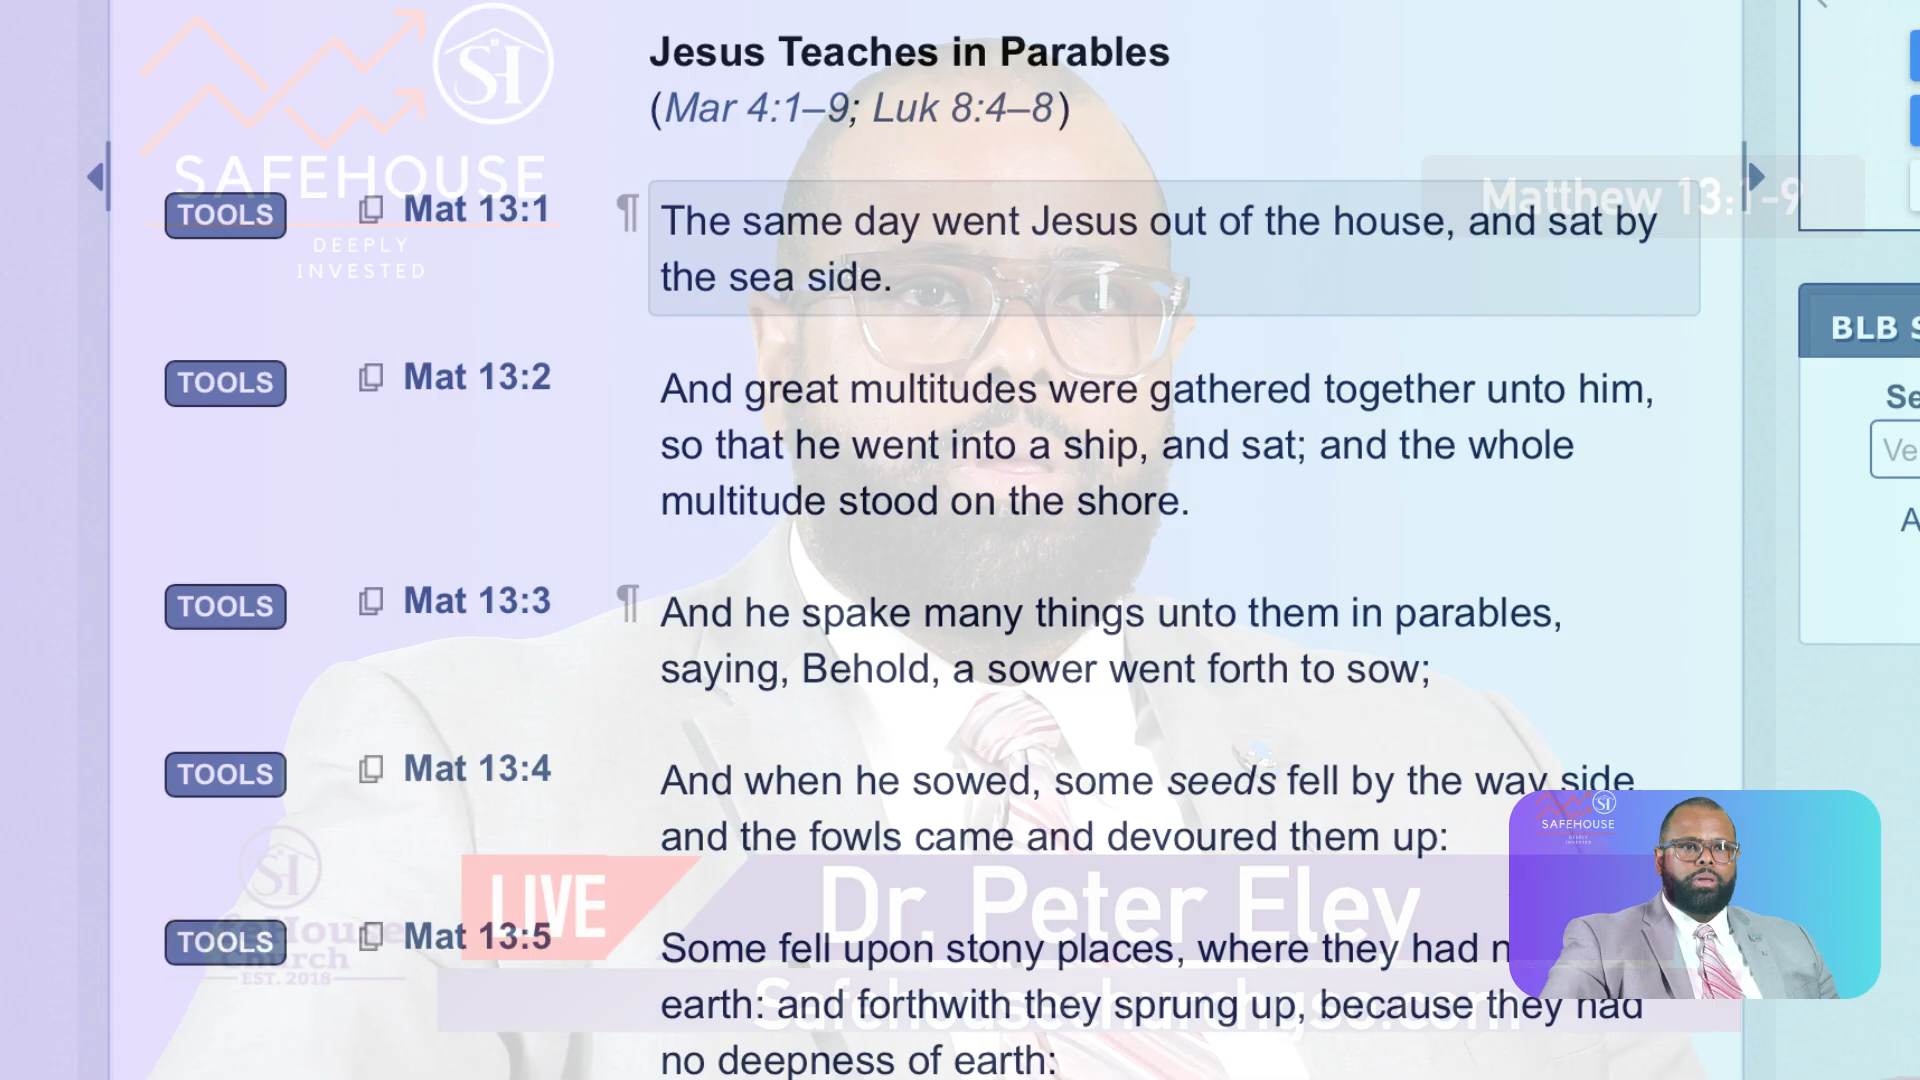 SH
SAFEHOUSE
DEEPLY
INVESTED
Jesus Teaches in Parables
(Mar 4:1–9; Luk 8:4–8)
Matthew 13:1-9
TOOLS Mat 13:1 ¶ The same day went Jesus out of the house, and sat by
the sea side.
TOOLS Mat 13:2 And great multitudes were gathered together unto him,
so that he went into a ship, and sat; and the whole
multitude stood on the shore.
TOOLS Mat 13:3 ¶ And he spake many things unto them in parables,
saying, Behold, a sower went forth to sow;
TOOLS Mat 13:4 And when he sowed, some seeds fell by the way side
and the fowls came and devoured them up:
TOOLS Mat 13:5 Some fell upon stony places, where they had
earth: and forthwith they sprung up, because they had
no deepness of earth:
BLB
SH
Church
EST. 2018
LIVE
Dr. Peter Eley
Safehousechurchgso.com
SH
SAFEHOUSE